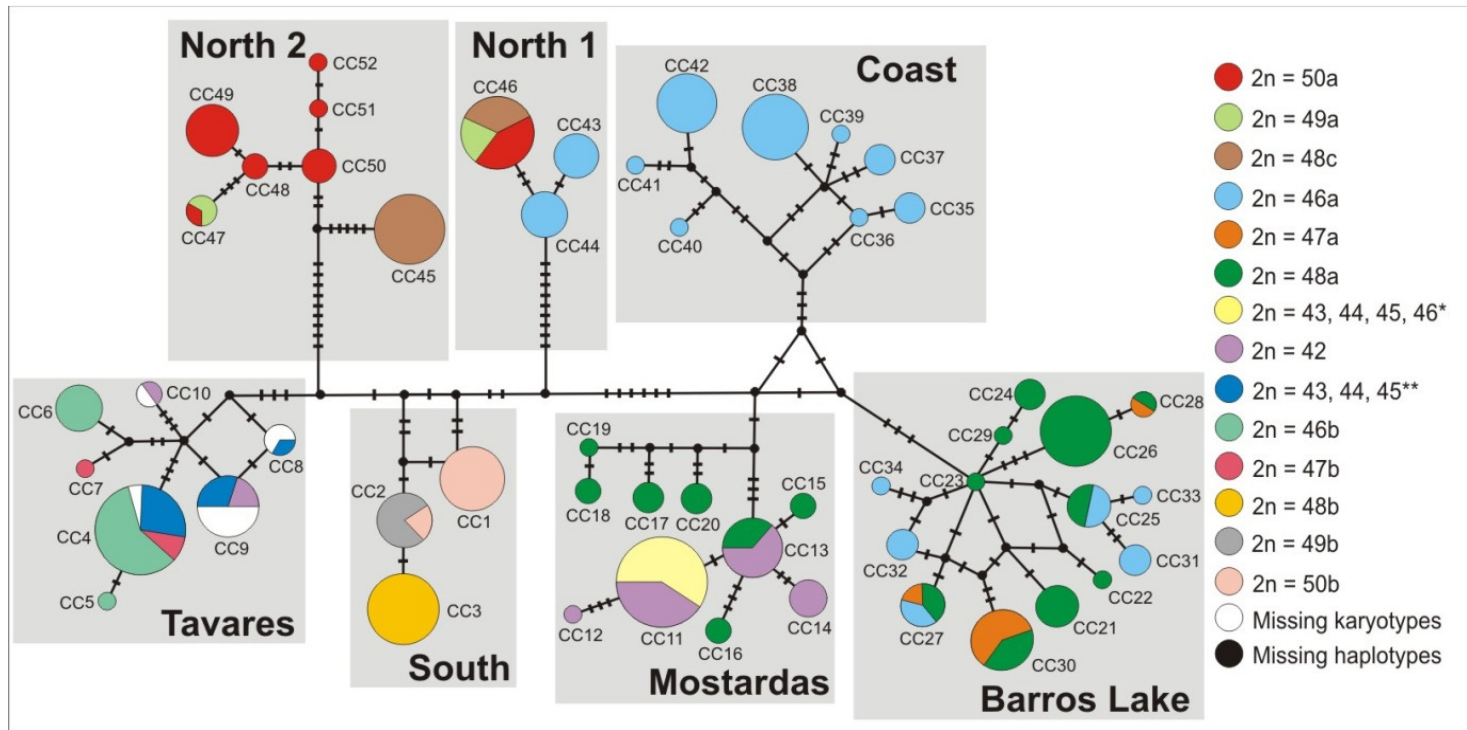 North 2
CC52
CC49
CC51
CC50
CC48
CC47
CC45
North 1
CC46
CC43
CC44
Coast
CC42
CC38
CC39
CC37
CC41
CC35
CC36
CC40
2n = 50a
2n = 49a
2n = 48c
2n = 46a
2n = 47a
2n = 48a
2n = 43, 44, 45, 46*
2n = 42
2n = 43, 44, 45**
2n = 46b
2n = 47b
2n = 48b
2n = 49b
2n = 50b
Missing karyotypes
Missing haplotypes
CC10
CC6
CC8
CC7
CC4
CC9
CC5
Tavares
CC2
CC1
CC3
South
CC19
CC15
CC18
CC17
CC20
CC13
CC12
CC11
CC16
CC14
Mostardas
CC24
CC28
CC29
CC26
CC34
CC23
CC33
CC25
CC31
CC32
CC22
CC27
CC21
CC30
Barros Lake